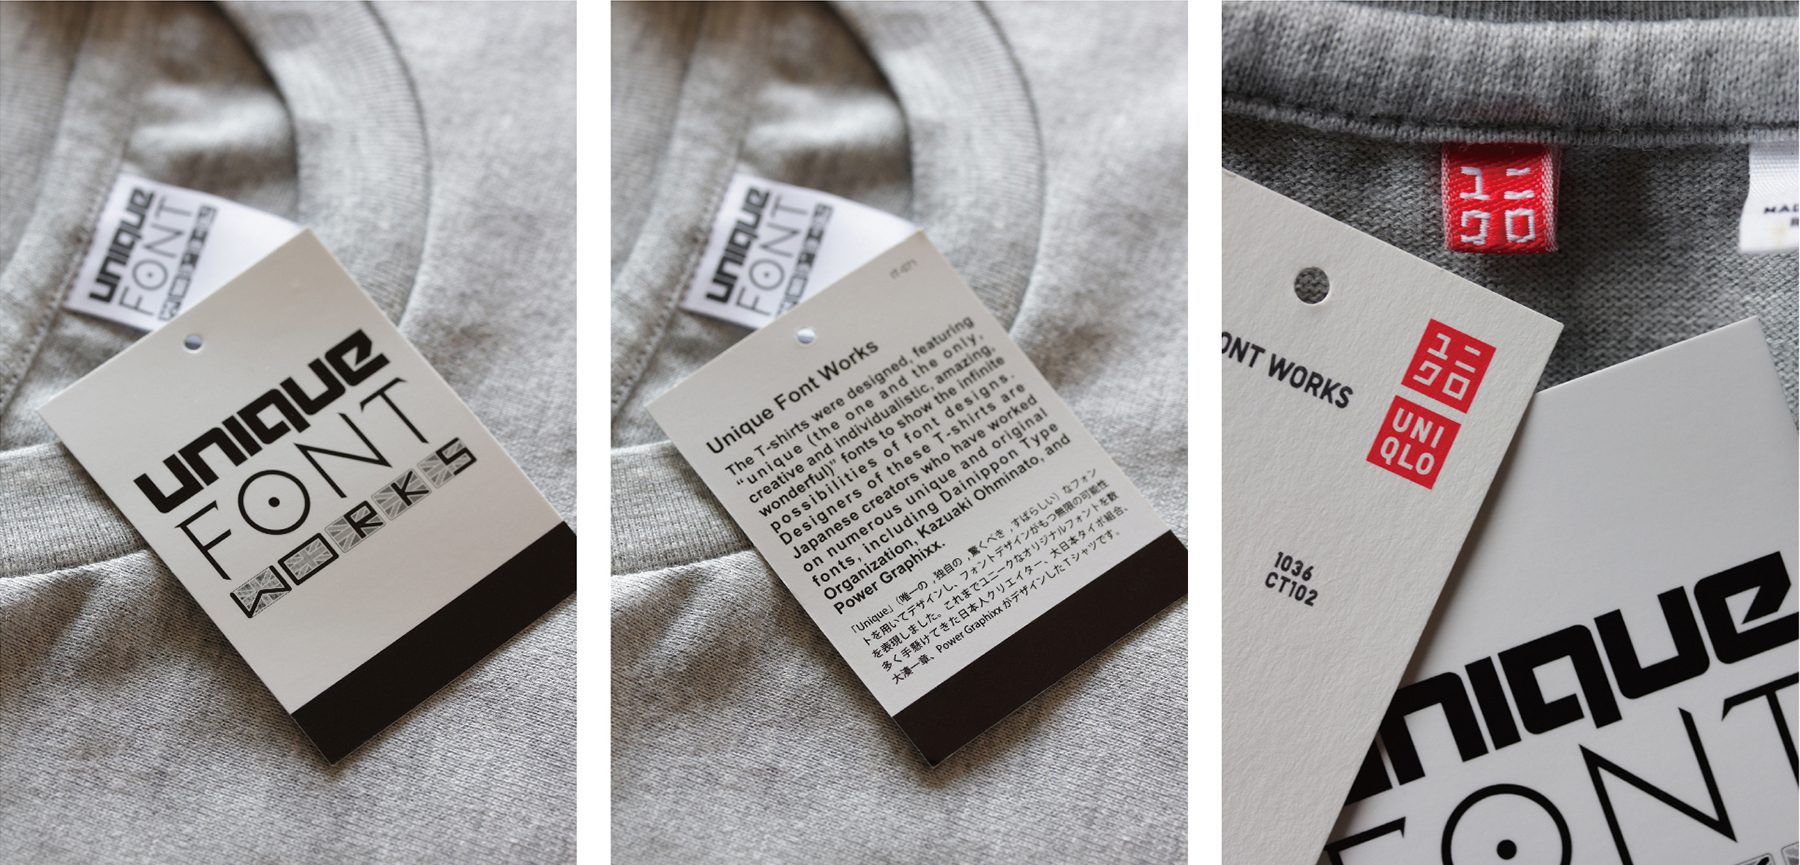 unique
FONT
WORKS
unique
FONT
WORKS
unique
FONT
IT-071
Unique Font Works
The T-shirts were designed, featuring
“unique (the one and the only,
creative and individualistic, amazing,
wonderful)” fonts to show the infinite
possibilities of font designs.
Designers of these T-shirts are
Japanese creators who have worked
on numerous unique and original
fonts, including Dainippon Type
Organization, Kazuaki Ohminato, and
Power Graphixx.
「Unique」（唯一の , 独自の , 驚くべき , すばらしい）なフォン
トを用いてデザインし、フォントデザインがもつ無限の可能性
を表現しました。これまでユニークなオリジナルフォントを数
多く手懸けてきた日本人クリエイター、大日本タイポ組合、
大湊一章、Power Graphixx がデザインしたTシャツです。
ユニ
クロ
ONT WORKS
ユニ
クロ
UNI
QLO
1036
CT102
unique
FONT